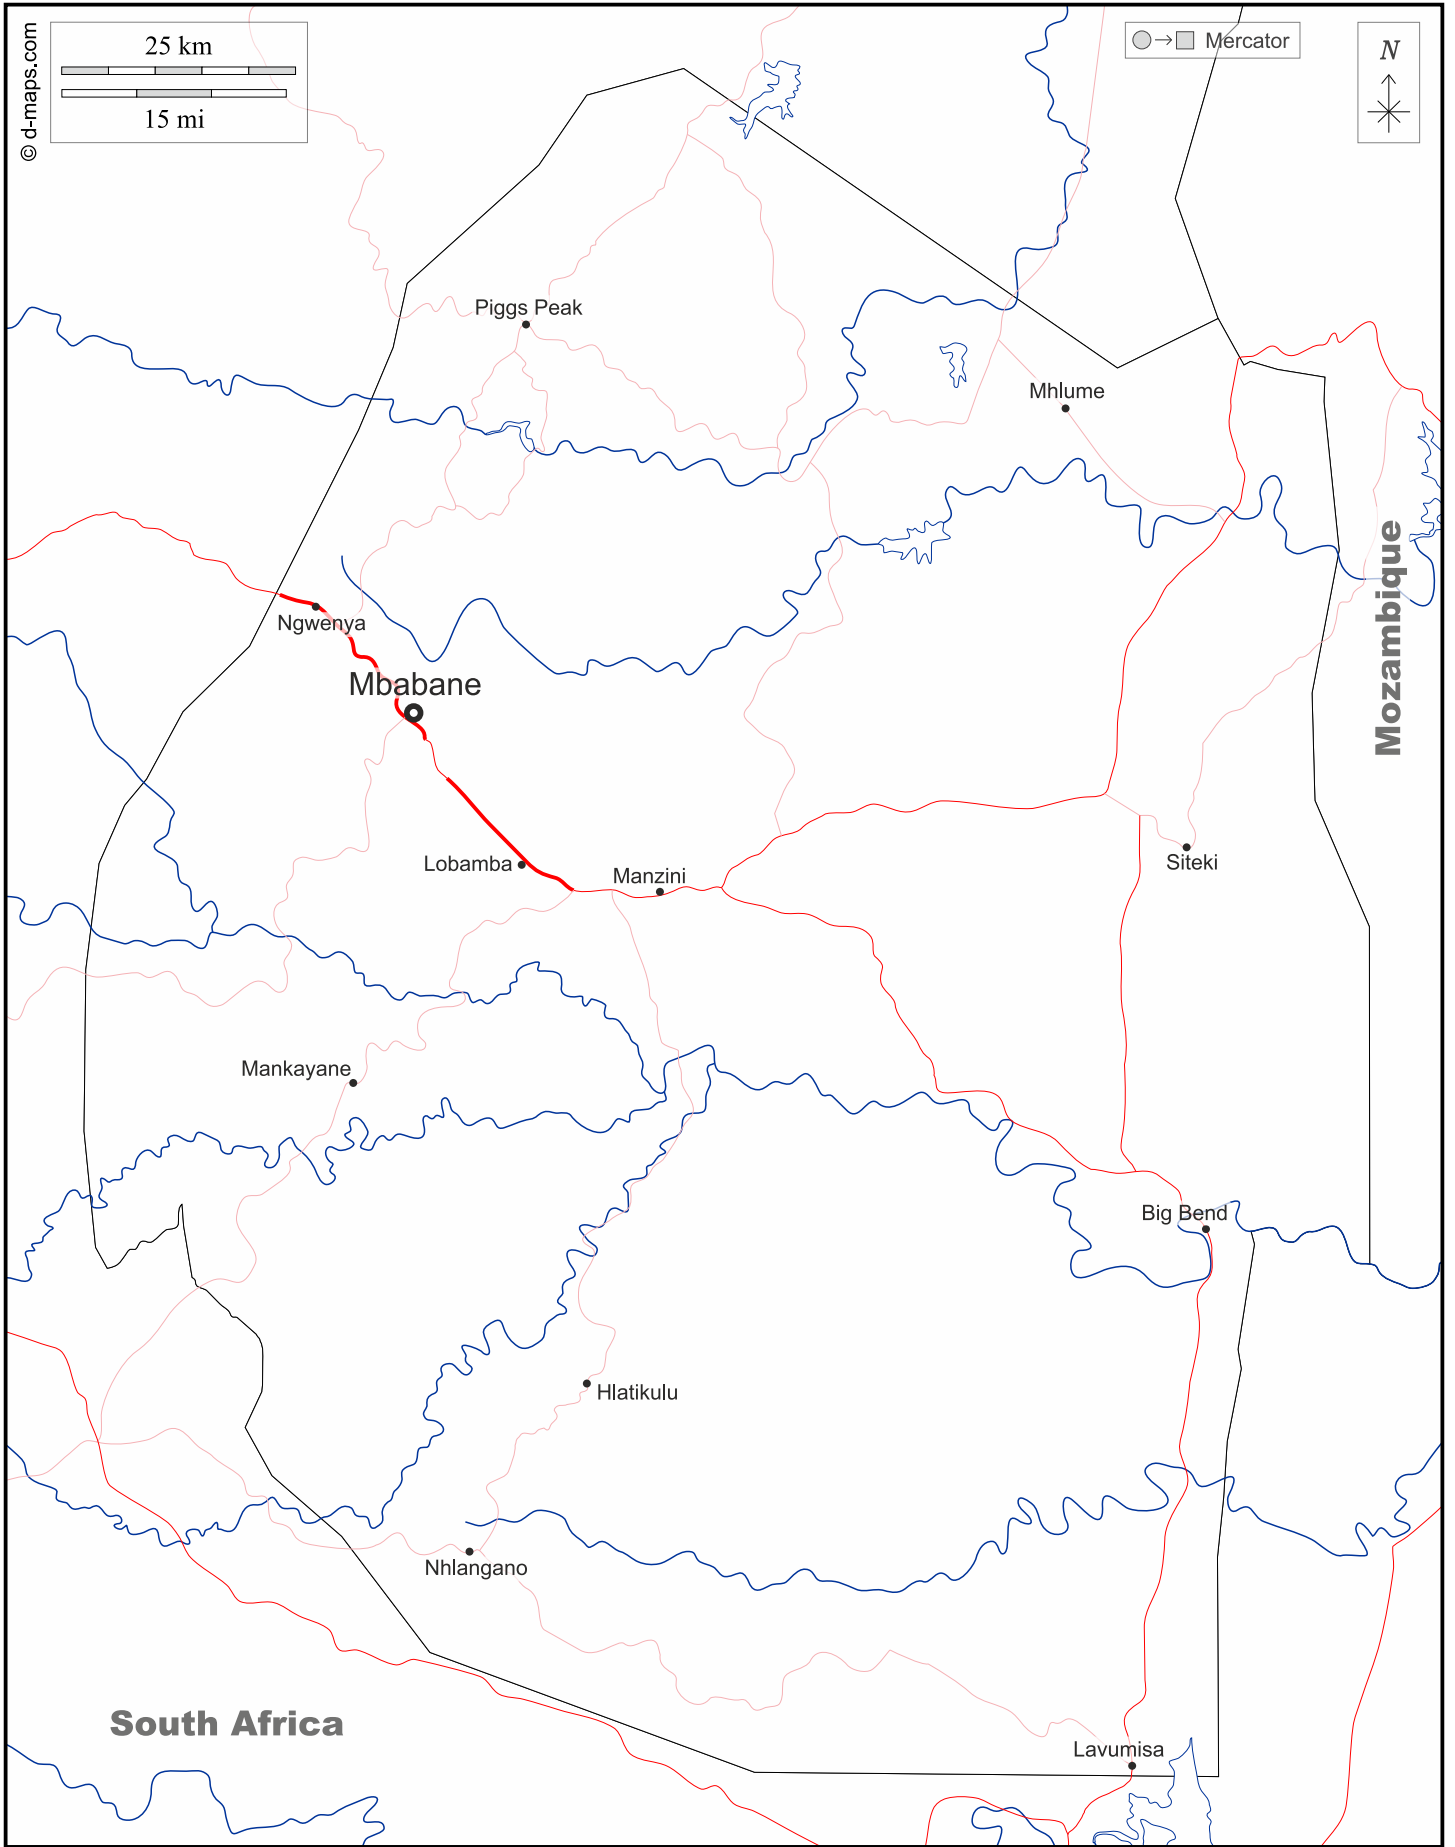 © d-maps.com
25 km
15 mi
Mercator
N
Piggs Peak
Mhlume
Mozambique
Ngwenya
Mbabane
Lobamba
Manzini
Siteki
Mankayane
Big Bend
Hlatikulu
Nhlangano
South Africa
Lavumisa